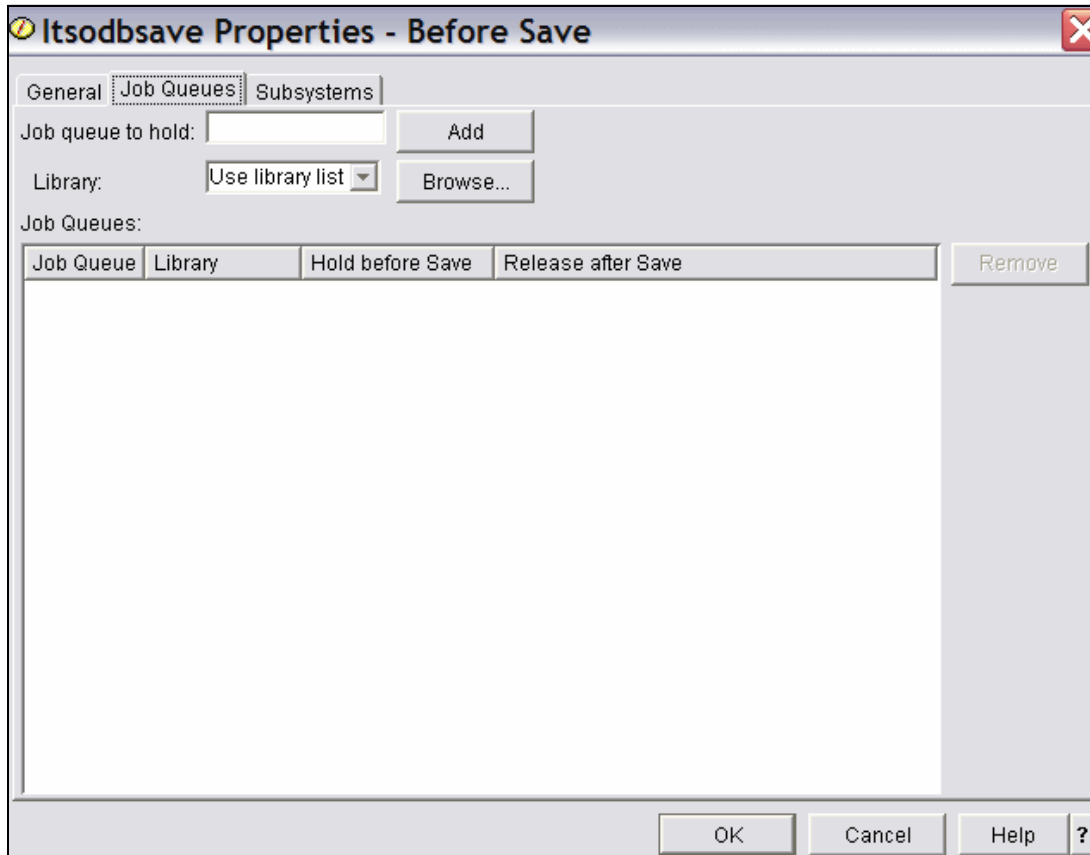 Itsodbsave Properties - Before Save
General Job Queues Subsystems
Job queue to hold: Add
Library: Use library list Browse...
Job Queues:
Job Queue Library Hold before Save Release after Save Remove
OK Cancel Help ?